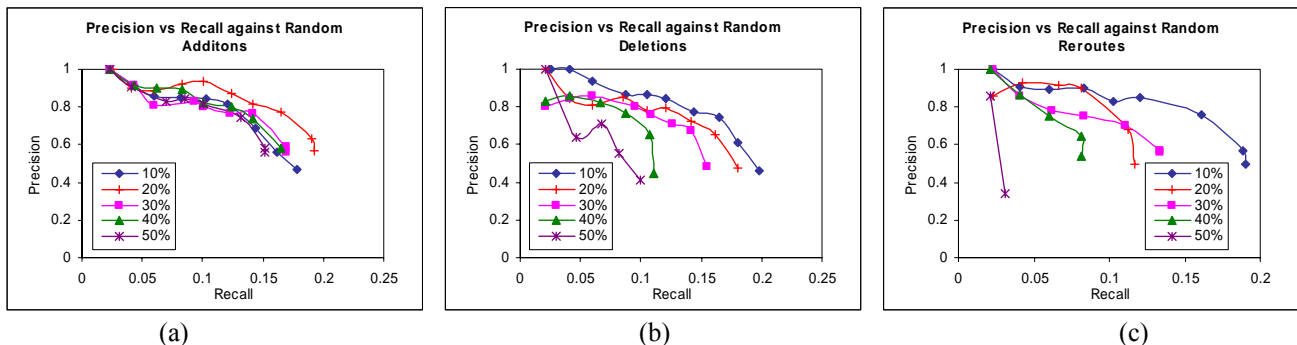 Precision vs Recall against Random
Additons
Precision
1
0.8
0.6
0.4
0.2
0
10%
20%
30%
40%
50%
0 0.05 0.1 0.15 0.2 0.25
Recall
(a)
Precision vs Recall against Random
Deletions
Precision
1
0.8
0.6
0.4
0.2
0
10%
20%
30%
40%
50%
0 0.05 0.1 0.15 0.2 0.25
Recall
(b)
Precision vs Recall against Random
Reroutes
Precision
1
0.8
0.6
0.4
0.2
0
10%
20%
30%
40%
50%
0 0.05 0.1 0.15 0.2
Recall
(c)